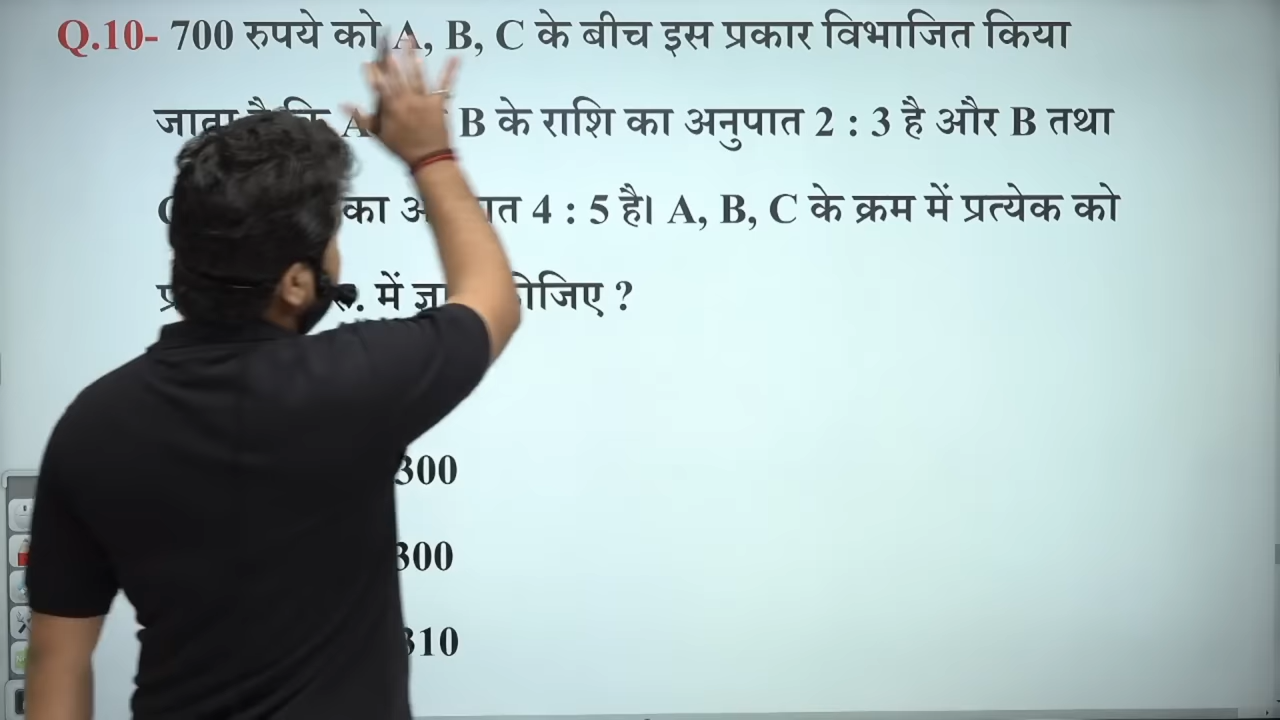 Q.10- 700 रुपये को A, B, C के बीच इस प्रकार विभाजित किया
जाता है कि A B के राशि का अनुपात 2 : 3 है और B तथा
का 4 : 5 है। A, B, C के क्रम में प्रत्येक को
में ?
300
300
310